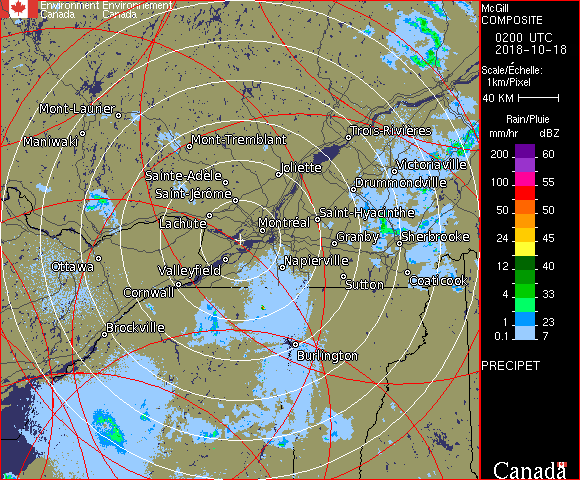 Environment Environnement
Canada Canada
McGill
COMPOSITE
0200 UTC
2018-10-18
Scale/Échelle:
1km/Pixel
40 KM
Rain/Pluie
mm/hr dBZ
200 60
100 55
50 50
24 45
12 40
4 33
1 23
0.1 7
PRECIPET
Canada
Mont-Laurier
Maniwaki
Mont-Tremblant
Trois-Rivières
Victoriaville
Joliette
Sainte-Adèle
Drummondville
Saint-Jérôme
Lachute
Saint-Hyacinthe
Montréal
Granby
Sherbrooke
Ottawa
Valleyfield
Napierville
Cornwall
Sutton
Coaticook
Brockville
Burlington